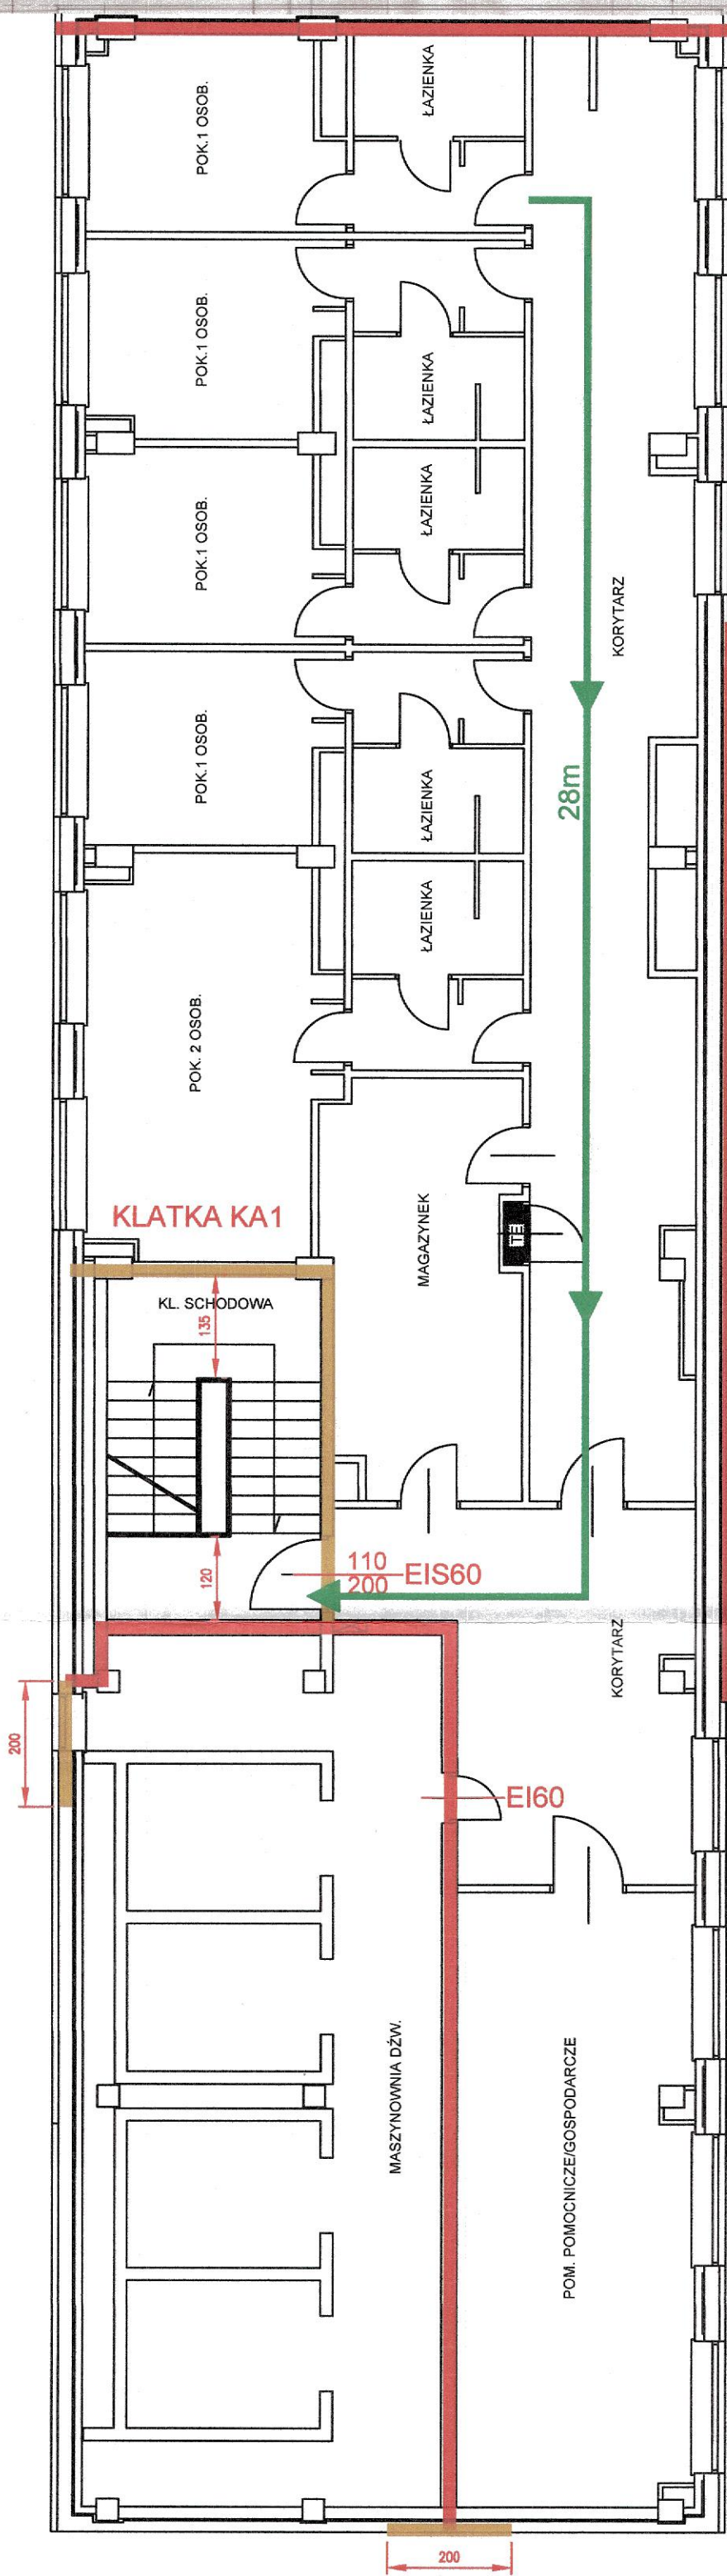 POK.1 OSOB.
ŁAZIENKA
POK.1 OSOB.
ŁAZIENKA
POK.1 OSOB.
ŁAZIENKA
KORYTARZ
POK.1 OSOB.
ŁAZIENKA
28m
ŁAZIENKA
POK. 2 OSOB.
KLATKA KA1
MAGAZYNEK
TE
KL. SCHODOWA
135
120
110
200
EIS60
KORYTARZ
200
EI60
MASZYNOWNIA DŹW.
POM. POMOCNICZE/GOSPODARCZE
200